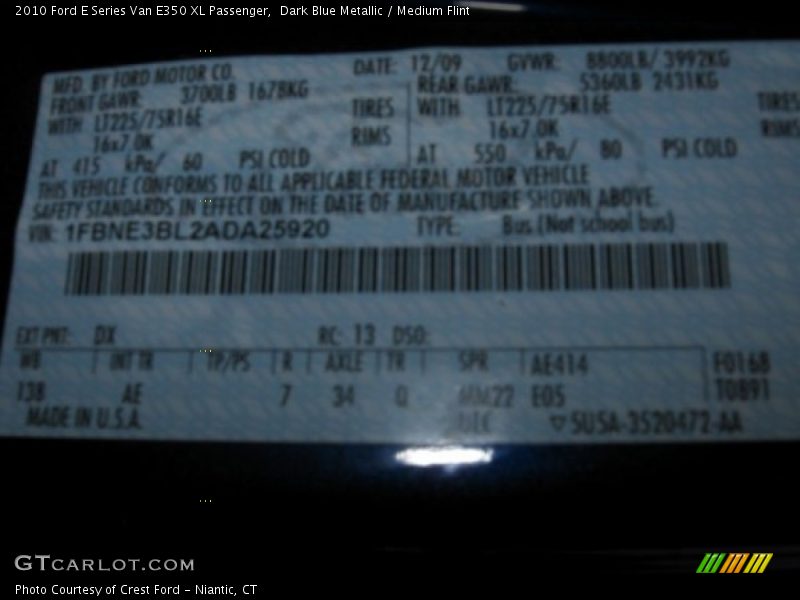 2010 Ford E Series Van E350 XL Passenger,  Dark Blue Metallic / Medium Flint
MFD. BY FORD MOTOR CO. DATE: 12/09 GVWR: 8800LB/ 3992KG
FRONT GAWR: 3700LB 1678KG REAR GAWR: 5360LB 2431KG
WITH LT225/75R16E TIRES WITH LT225/75R16E TIRES
16x7.0K RIMS 16x7.0K RIMS
AT 415 kPa/ 60 PSI COLD AT 550 kPa/ 80 PSI COLD
THIS VEHICLE CONFORMS TO ALL APPLICABLE FEDERAL MOTOR VEHICLE
SAFETY STANDARDS IN EFFECT ON THE DATE OF MANUFACTURE SHOWN ABOVE.
VIN: 1FBNE3BL2ADA25920 TYPE: Bus (Not school bus)
EXT PNT: DX RC: 13 DSO:
WB INT TR TP/PS R AXLE TR SPR AE414 F0168
138 AE 7 34 Q MM22 E05 T0891
MADE IN U.S.A. ▽5U5A-3520472-AA
GTCARLOT.COM
Photo Courtesy of Crest Ford - Niantic, CT